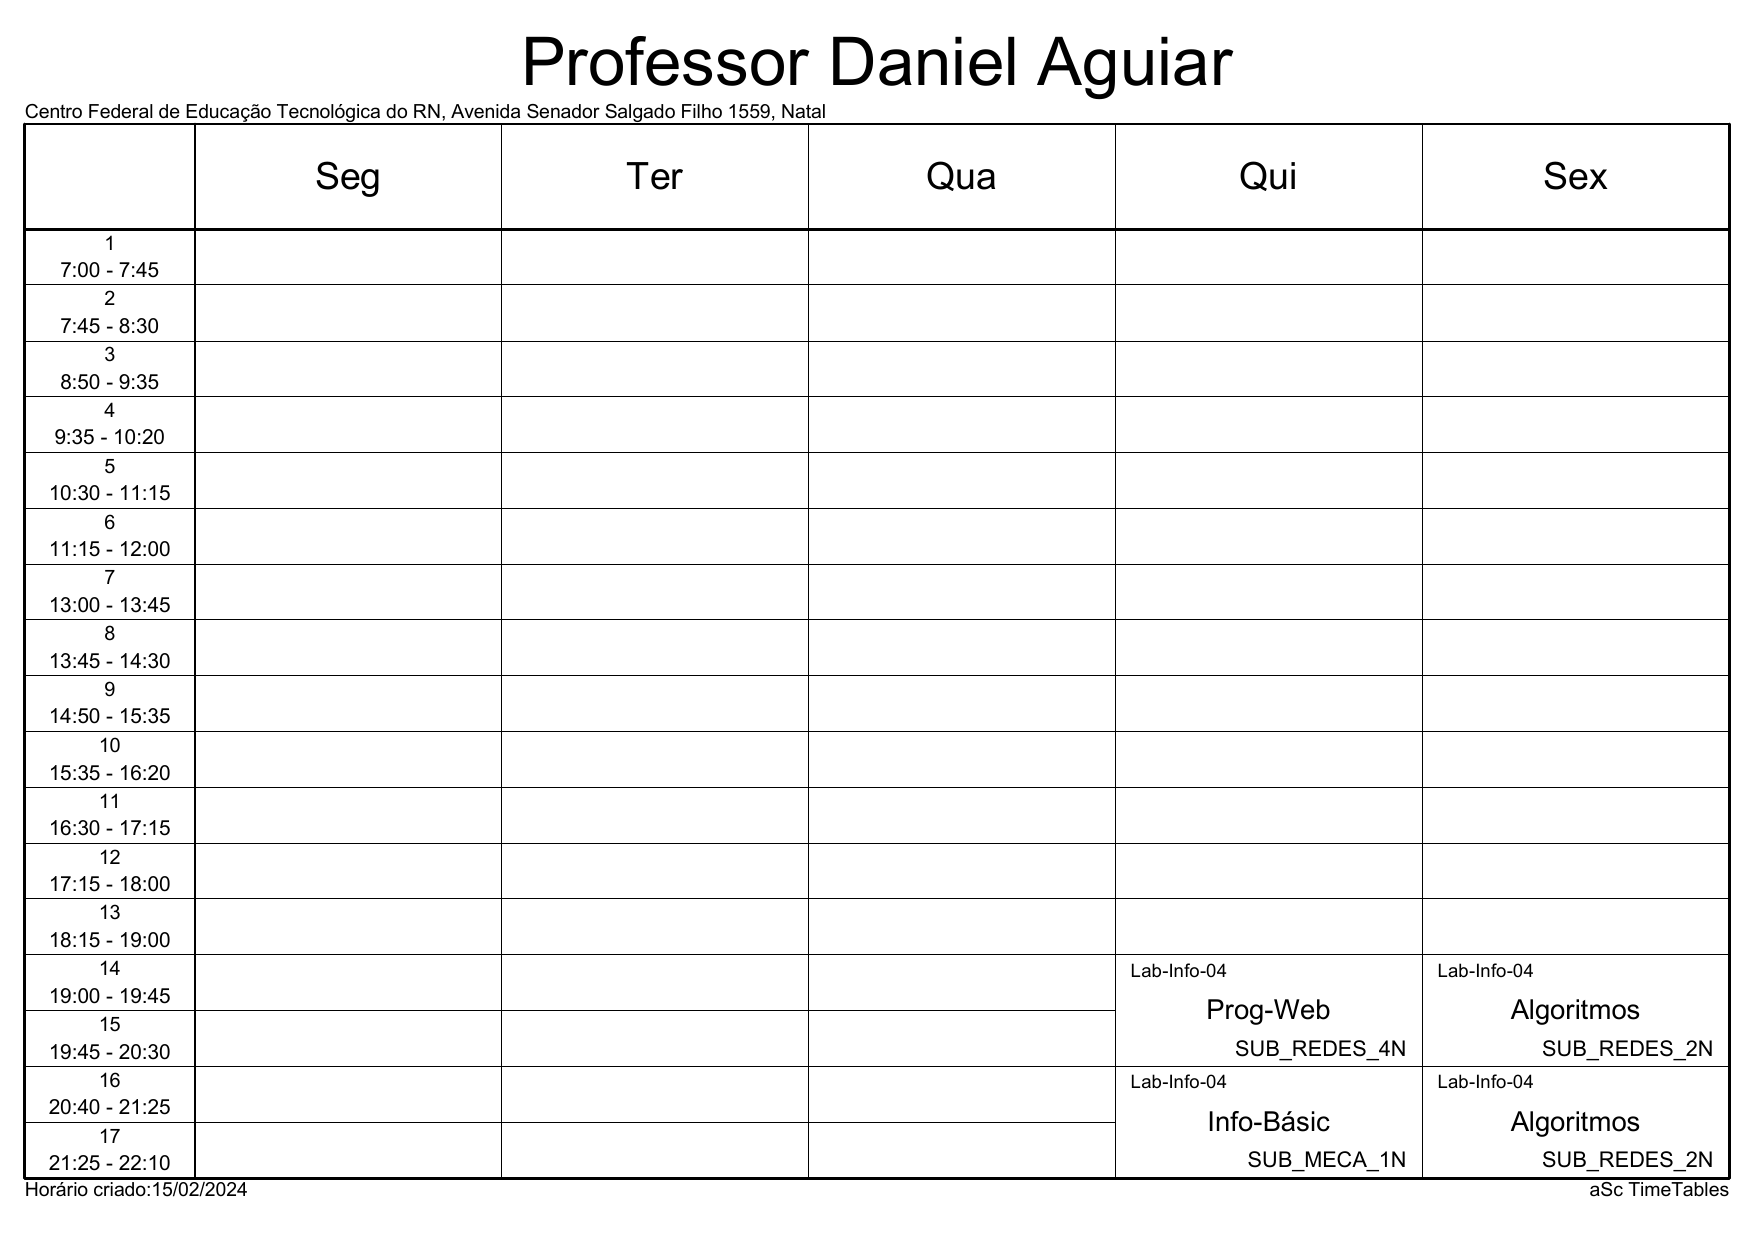 Professor Daniel Aguiar
Centro Federal de Educação Tecnológica do RN, Avenida Senador Salgado Filho 1559, Natal
Seg Ter Qua Qui Sex
1
7:00 - 7:45
2
7:45 - 8:30
3
8:50 - 9:35
4
9:35 - 10:20
5
10:30 - 11:15
6
11:15 - 12:00
7
13:00 - 13:45
8
13:45 - 14:30
9
14:50 - 15:35
10
15:35 - 16:20
11
16:30 - 17:15
12
17:15 - 18:00
13
18:15 - 19:00
14
19:00 - 19:45
15
19:45 - 20:30
Lab-Info-04
Prog-Web
SUB_REDES_4N
Lab-Info-04
Algoritmos
SUB_REDES_2N
16
20:40 - 21:25
17
21:25 - 22:10
Lab-Info-04
Info-Básic
SUB_MECA_1N
Lab-Info-04
Algoritmos
SUB_REDES_2N
Horário criado:15/02/2024
aSc TimeTables